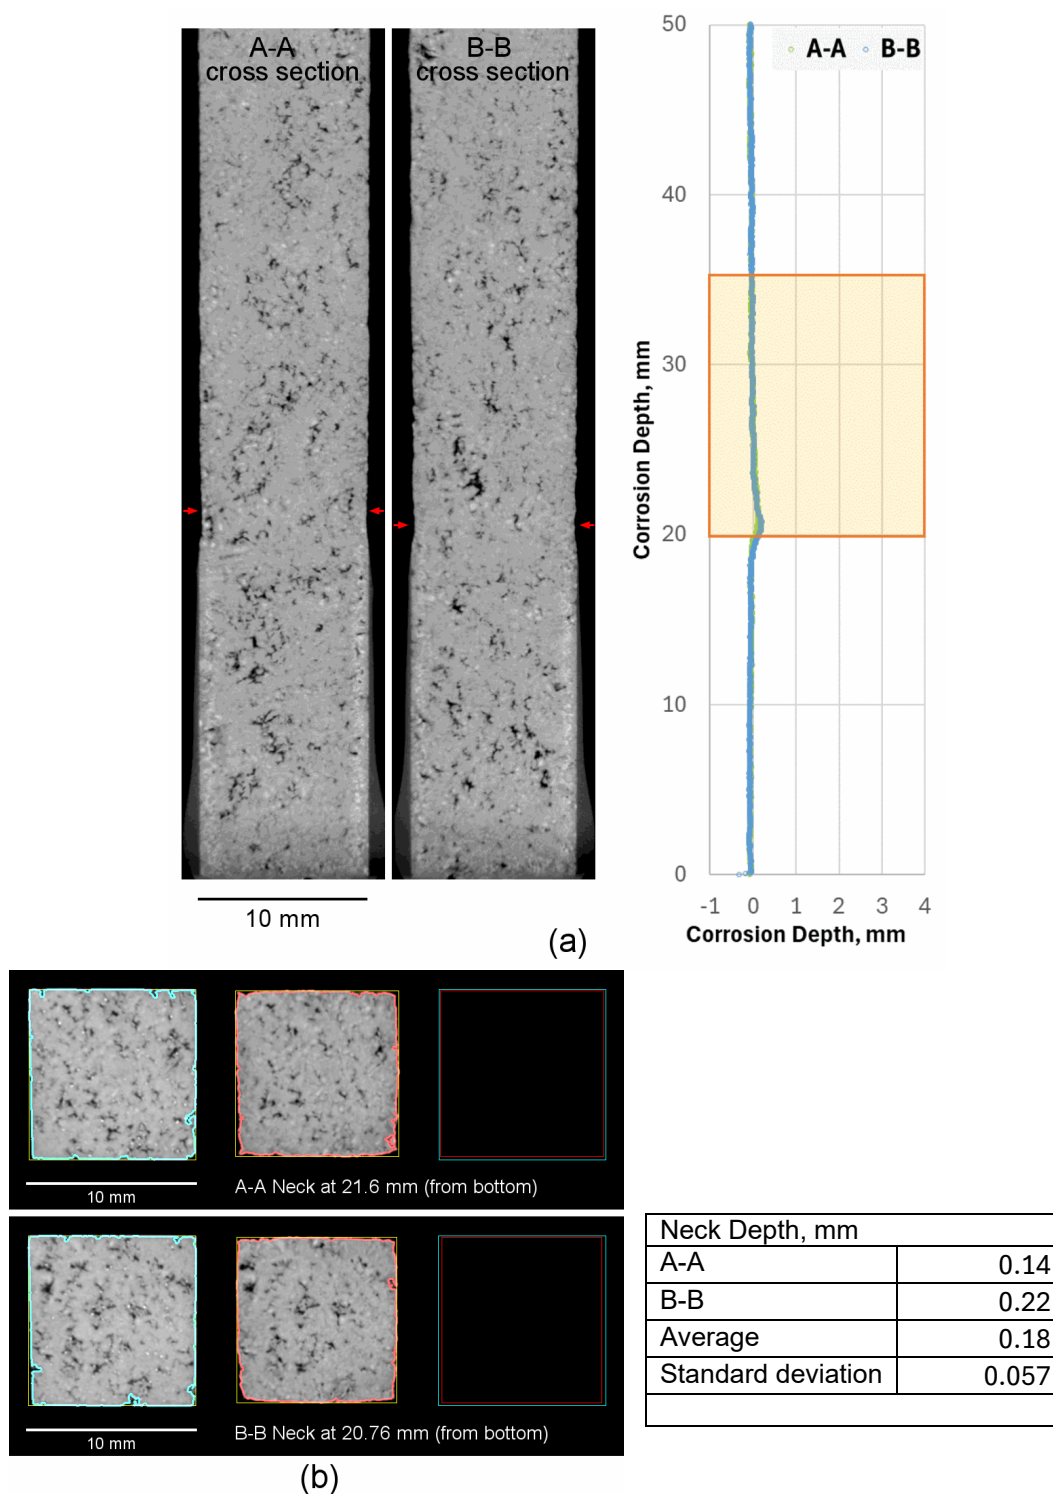 A-A
cross section
B-B
cross section
10 mm
A-A B-B
50
40
30
20
10
0
Corrosion Depth, mm
-1 0 1 2 3 4
Corrosion Depth, mm
(a)
10 mm
A-A Neck at 21.6 mm (from bottom)
10 mm
B-B Neck at 20.76 mm (from bottom)
(b)
Neck Depth, mm
A-A 0.14
B-B 0.22
Average 0.18
Standard deviation 0.057